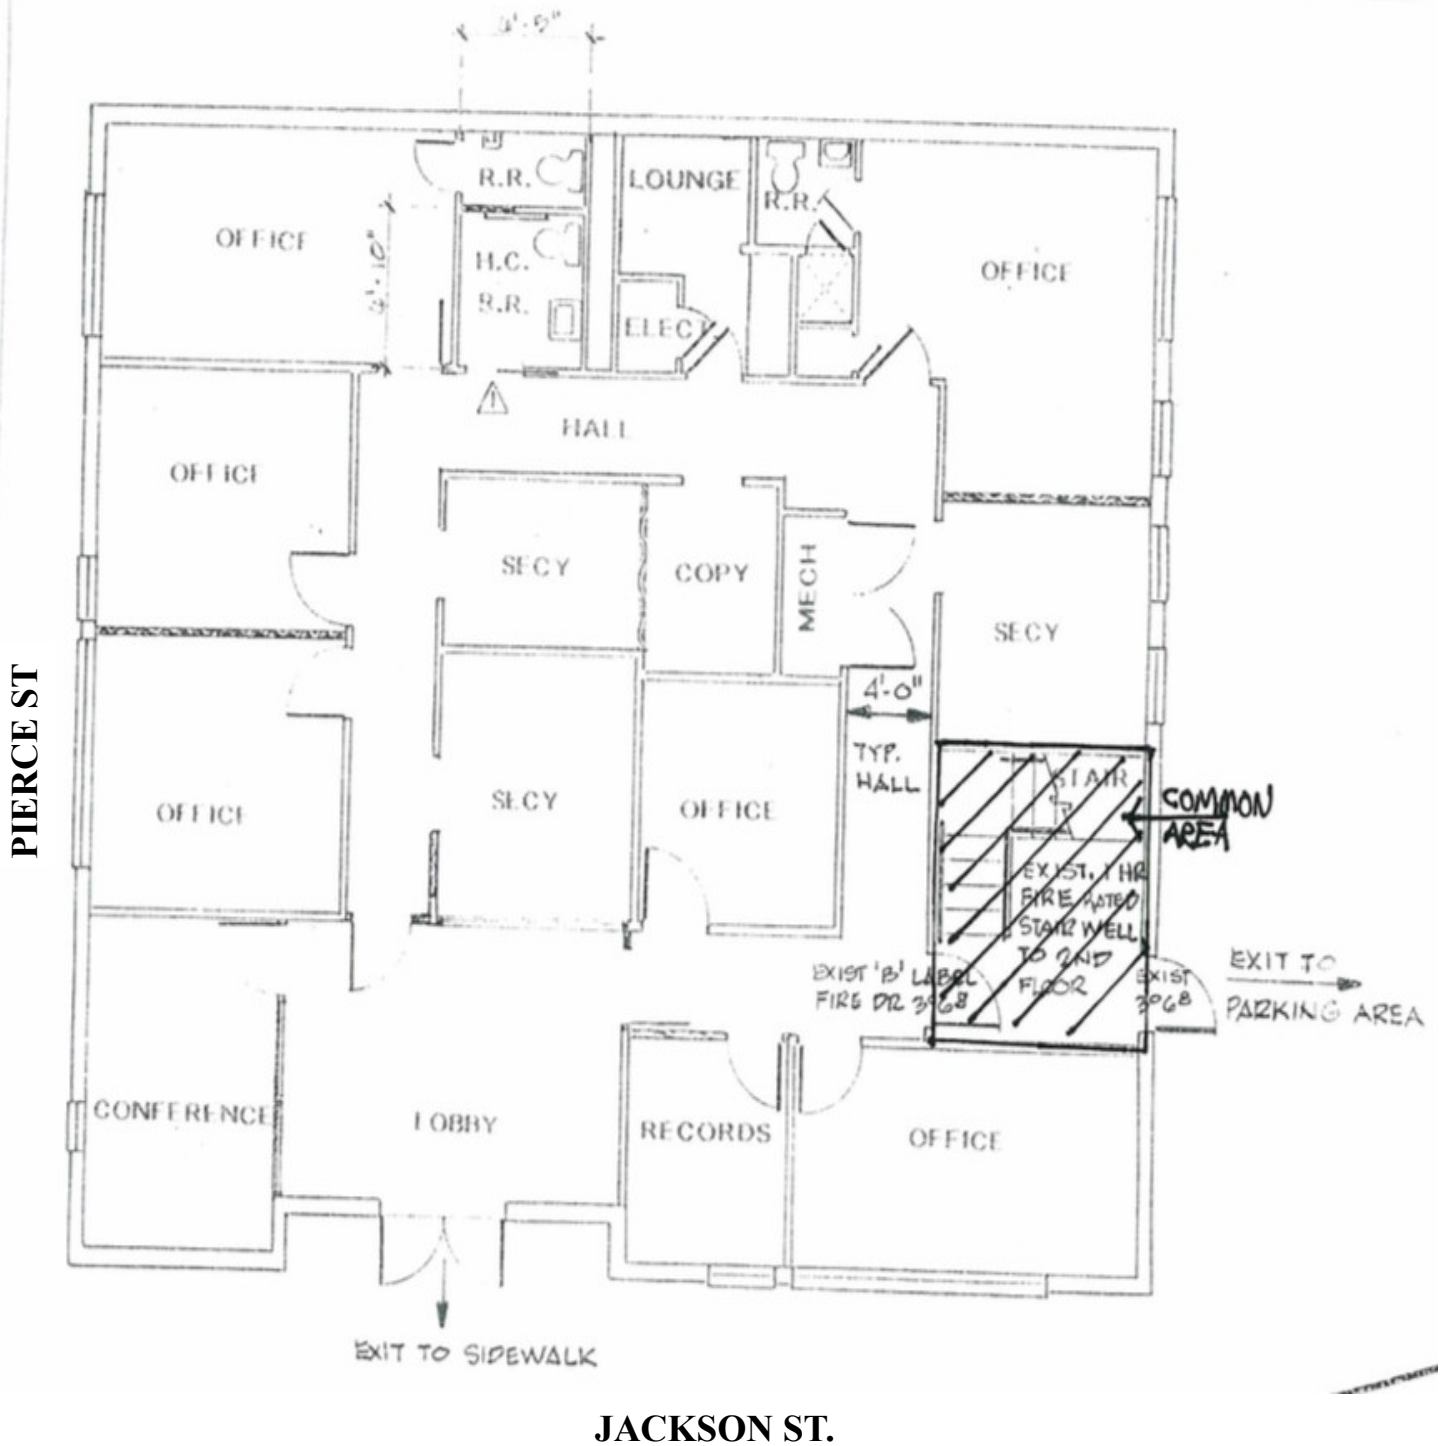 4'-5"
R.R.
LOUNGE
R.R.
OFFICE
H.C.
OFFICE
ELECT
HALL
OFFICE
SECY
COPY
MECH
SECY
4'-0"
TYP.
HALL
STAIR
COMMON
AREA
OFFICE
SECY
OFFICE
EXIST. 1 HR
FIRE RATED
STAIR WELL
TO 2ND
FLOOR
EXIST 'B' LABEL
FIRE DR 3068
EXIST
3068
EXIT TO
PARKING AREA
CONFERENCE
LOBBY
RECORDS
OFFICE
EXIT TO SIDEWALK
PIERCE ST
JACKSON ST.